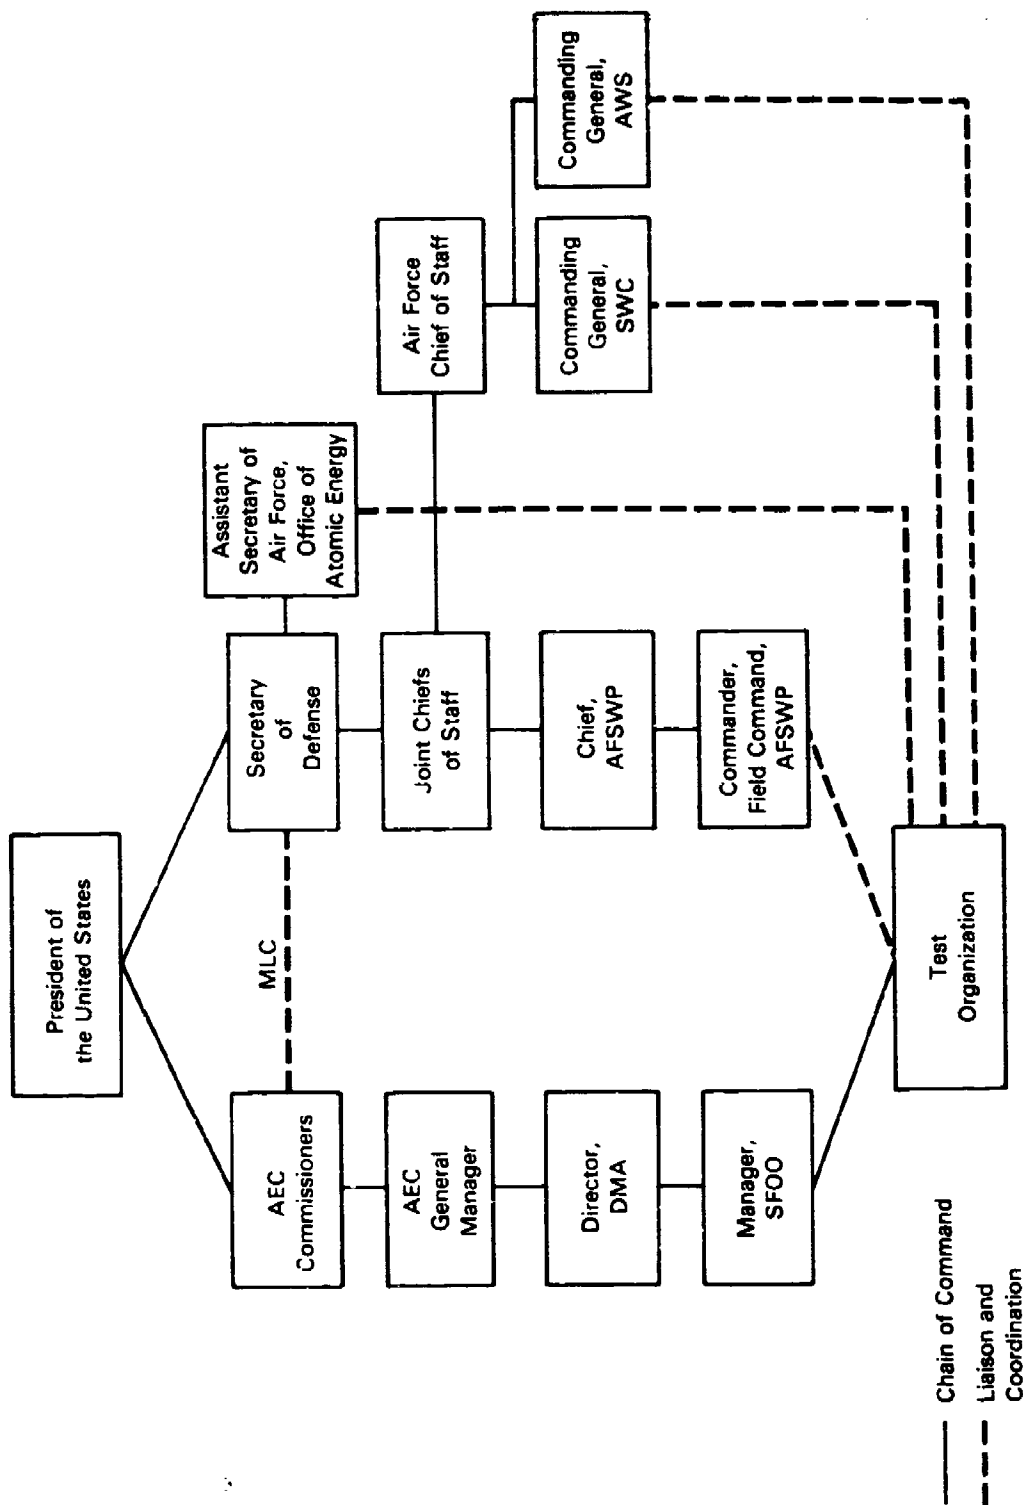 President of
the United States
AEC
Commissioners
MLC
Secretary
of
Defense
Assistant
Secretary of
Air Force,
Office of
Atomic Energy
AEC
General
Manager
Joint Chiefs
of Staff
Air Force
Chief of Staff
Director,
DMA
Chief,
AFSWP
Commanding
General,
SWC
Commanding
General,
AWS
Manager,
SFOO
Commander,
Field Command,
AFSWP
Test
Organization
Chain of Command
Liaison and
Coordination